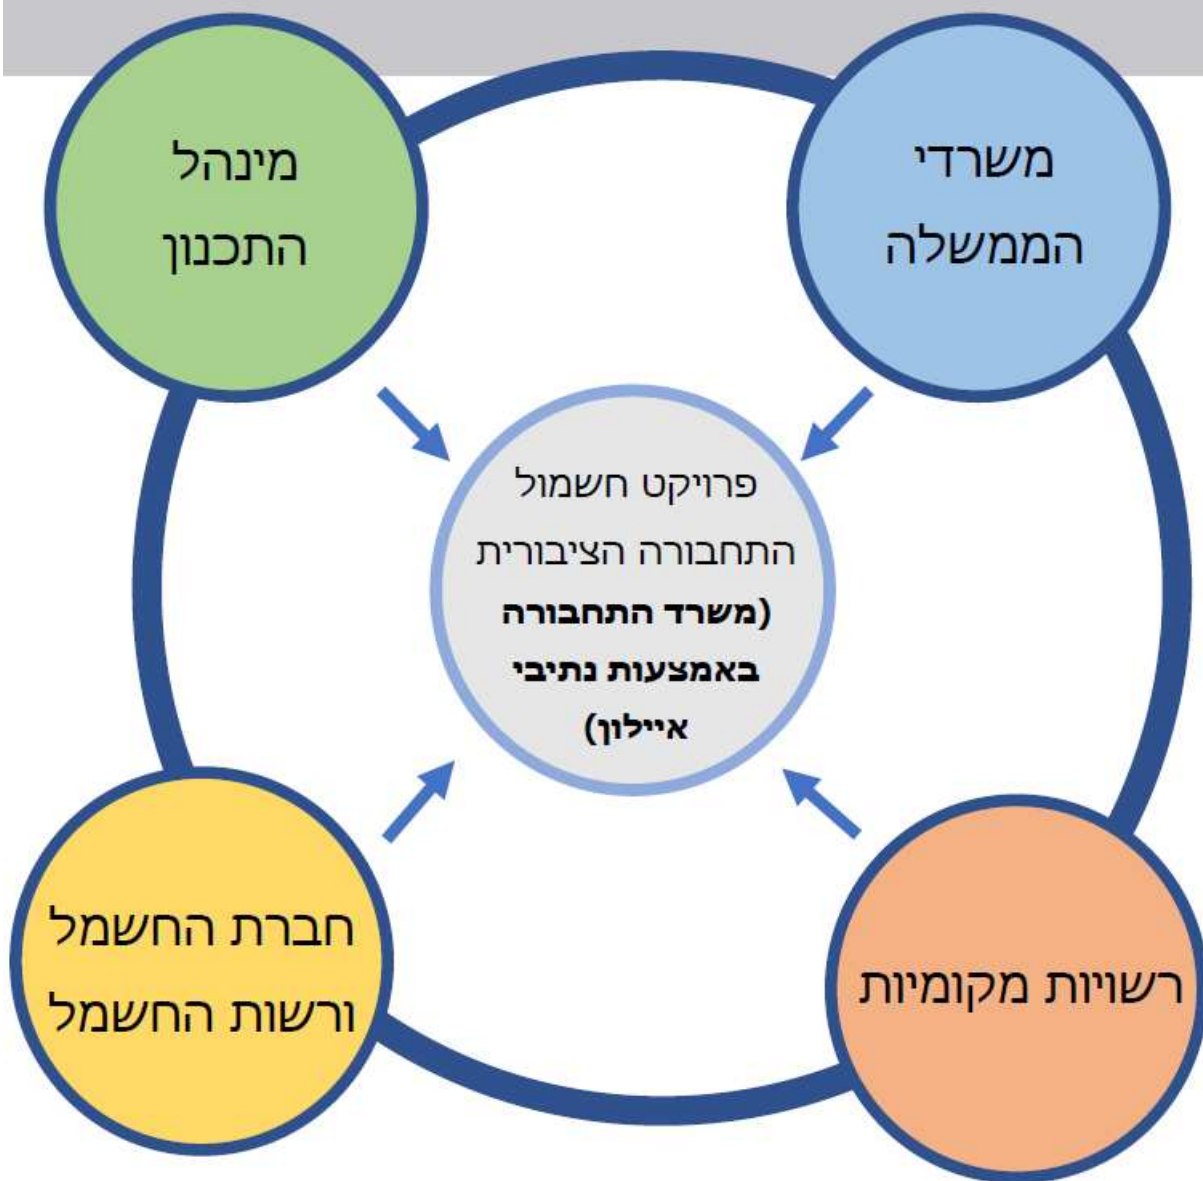 משרדי
הממשלה
מינהל
התכנון
פרויקט חשמול
התחבורה הציבורית
(משרד התחבורה
באמצעות נתיבי
איילון)
רשויות מקומיות
חברת החשמל
ורשות החשמל